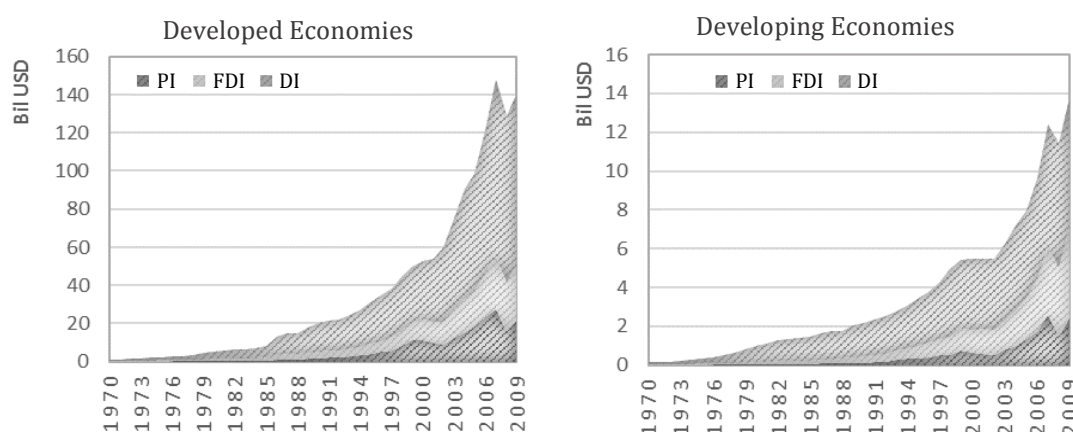 Developed Economies
Bil USD
160
140
120
100
80
60
40
20
0
PI FDI DI
1970 1973 1976 1979 1982 1985 1988 1991 1994 1997 2000 2003 2006 2009
Developing Economies
Bil USD
16
14
12
10
8
6
4
2
0
PI FDI DI
1970 1973 1976 1979 1982 1985 1988 1991 1994 1997 2000 2003 2006 2009